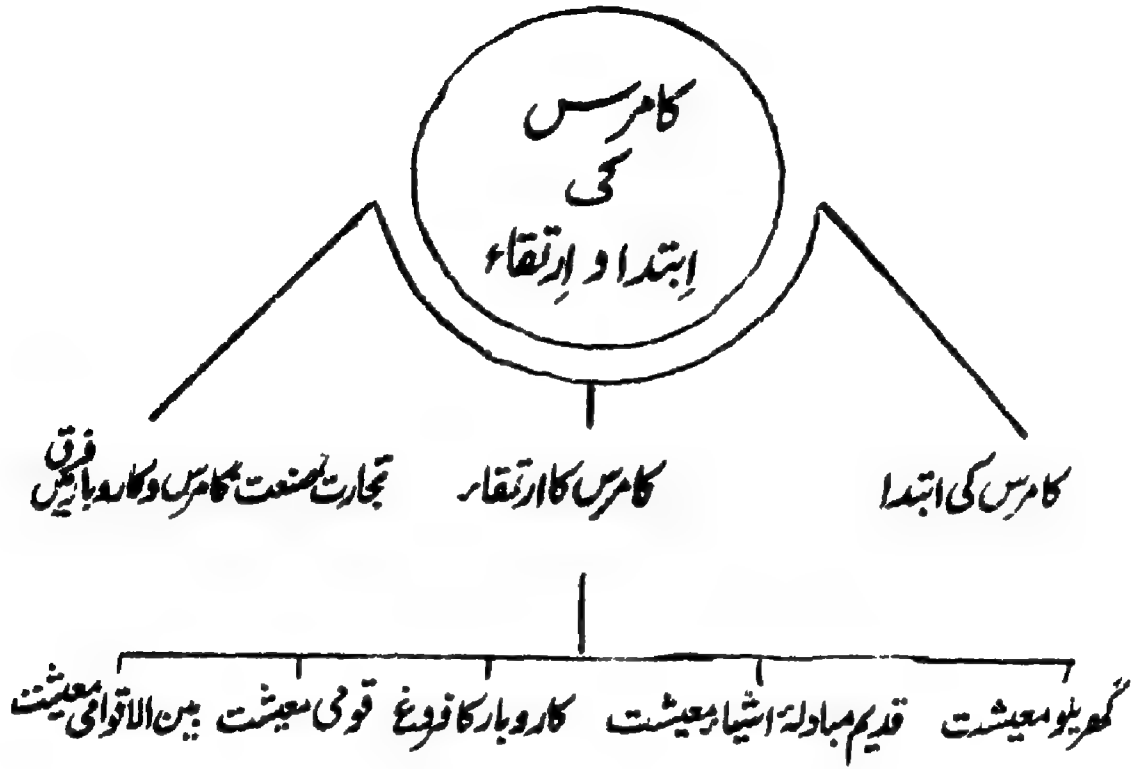 کامرس
کی
اِبتدا و اِرتقاء
کامرس کی ابتدا
کامرس کا ارتقاء
تجارت، صنعت، کامرس و کاروبار میں فرق
گھریلو معیشت
قدیم مبادلۂ اشیاء معیشت
کاروبار کا فروغ
قومی معیشت
بین الاقوامی معیشت